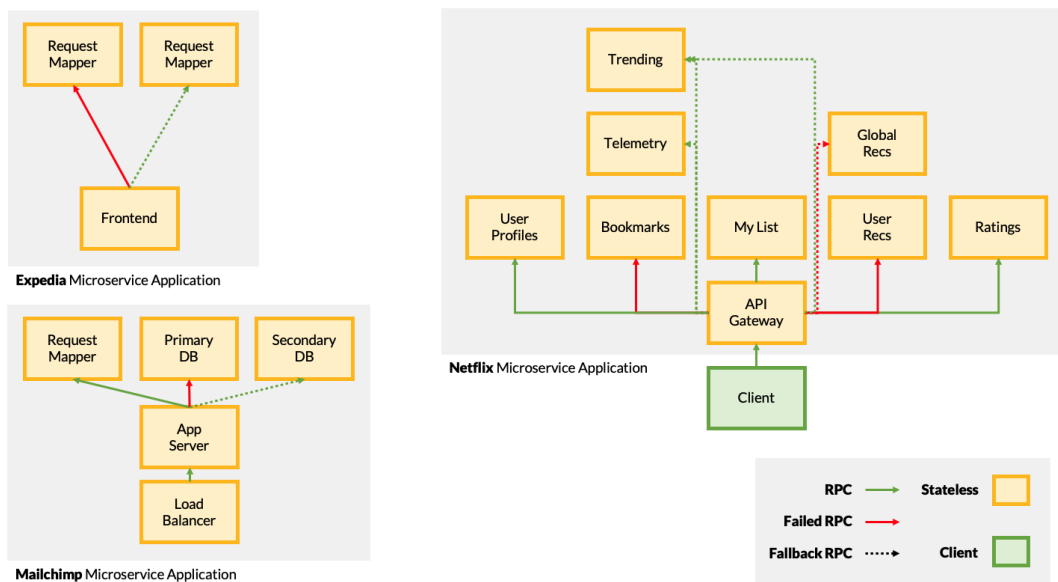 Request
Mapper
Request
Mapper
Frontend
Expedia Microservice Application
Request
Mapper
Primary
DB
Secondary
DB
App
Server
Load
Balancer
Mailchimp Microservice Application
Trending
Telemetry
Global
Recs
User
Profiles
Bookmarks
My List
User
Recs
Ratings
API
Gateway
Netflix Microservice Application
Client
RPC
Stateless
Failed RPC
Fallback RPC
Client